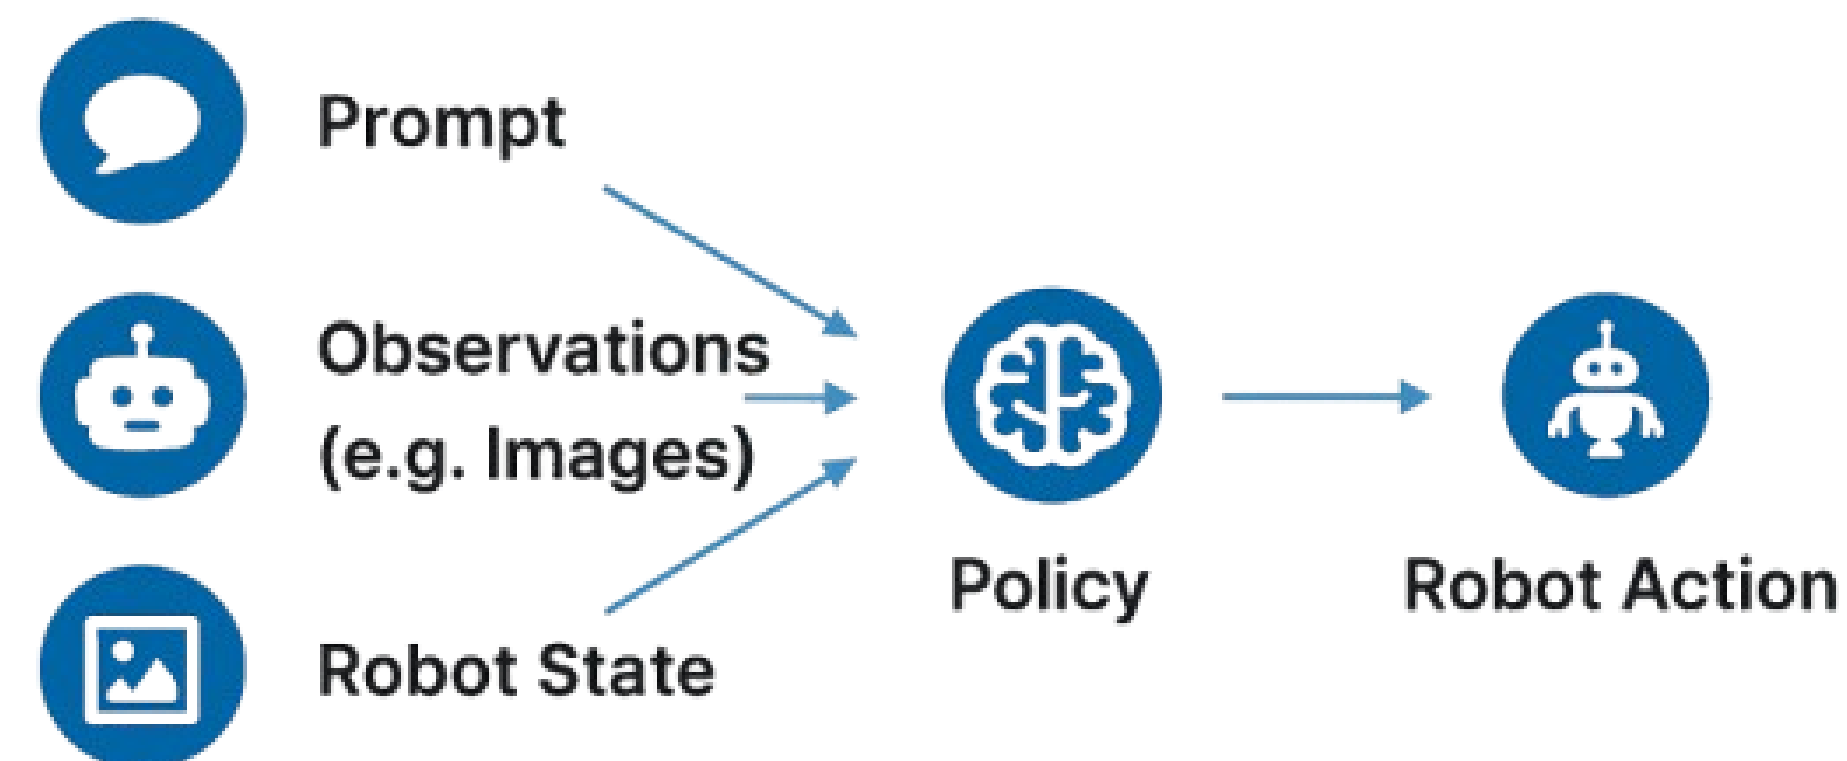 Prompt
Observations
(e.g. Images)
Robot State
Policy
Robot Action